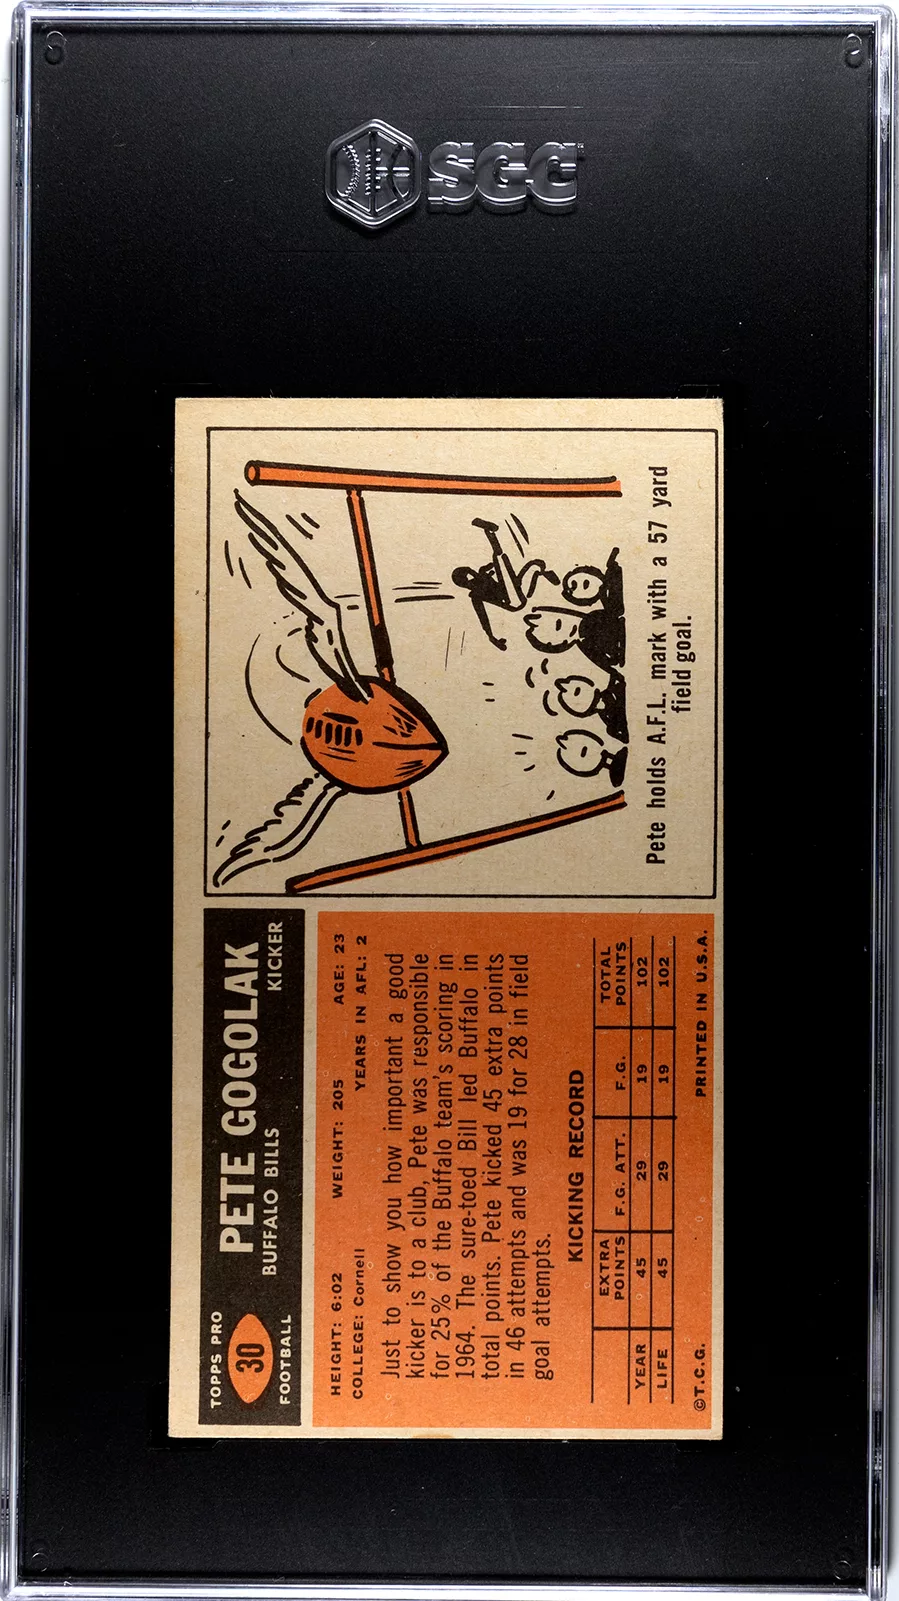 SGC
TOPPS PRO
30
FOOTBALL
PETE GOGOLAK
BUFFALO BILLS
KICKER
HEIGHT: 6:02 WEIGHT: 205 AGE: 23
COLLEGE: Cornell YEARS IN AFL: 2
Just to show you how important a good
kicker is to a club, Pete was responsible
for 25% of the Buffalo team's scoring in
1964. The sure-toed Bill led Buffalo in
total points. Pete kicked 45 extra points
in 46 attempts and was 19 for 28 in field
goal attempts.
KICKING RECORD
EXTRA POINTS F.G. ATT. F.G. TOTAL POINTS
YEAR 45 29 19 102
LIFE 45 29 19 102
©T.C.G. PRINTED IN U.S.A.
Pete holds A.F.L. mark with a 57 yard
field goal.